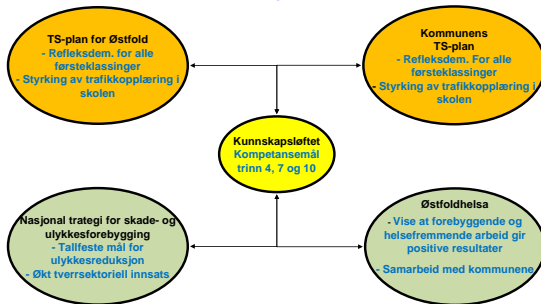 TS-plan for Østfold
- Refleksdem. for alle
førsteklassinger
- Styrking av trafikkopplæring i
skolen
Kommunens
TS-plan
- Refleksdem. For alle
førsteklassinger
- Styrking av trafikkopplæring i
skolen
Kunnskapsløftet
Kompetansemål
trinn 4, 7 og 10
Nasjonal trategi for skade- og
ulykkesforebygging
- Tallfeste mål for
ulykkesreduksjon
- Økt tverrsektoriell innsats
Østfoldhelsa
- Vise at forebyggende og
helsefremmende arbeid gir
positive resultater
- Samarbeid med kommunene